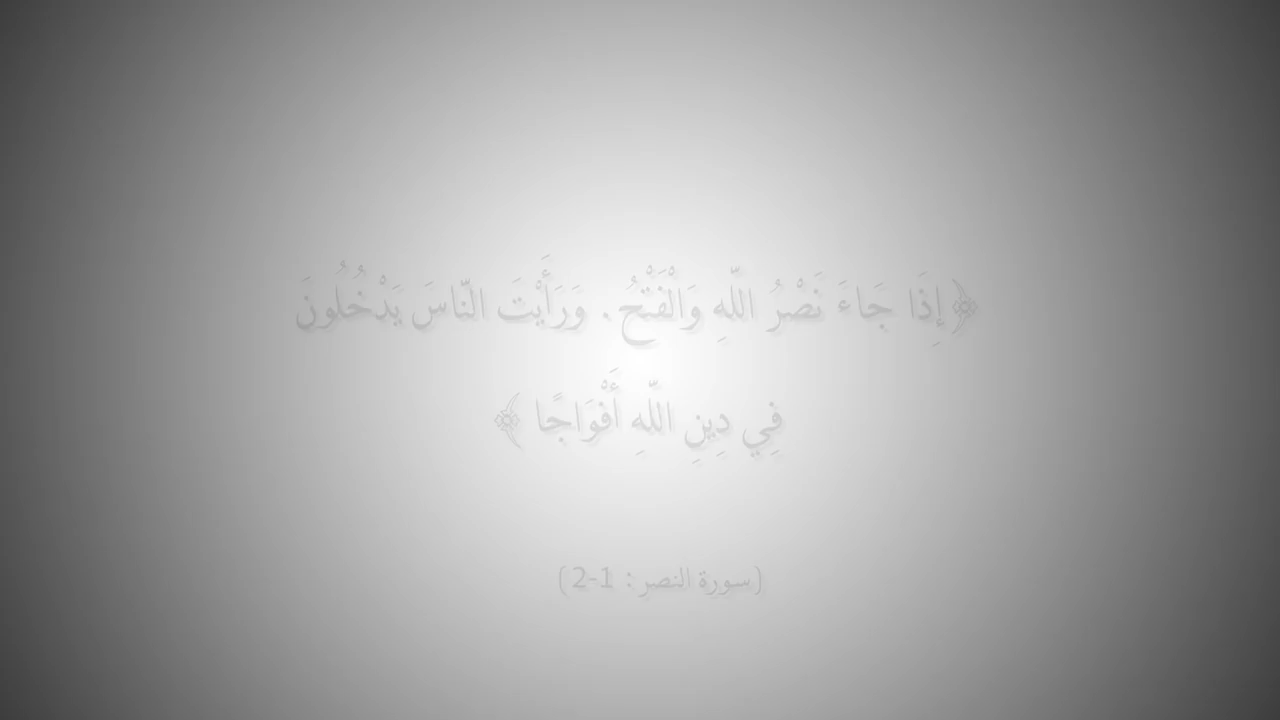 ﴿إِذَا جَاءَ نَصْرُ اللّهِ وَالْفَتْحُ. وَرَأَيْتَ النّاسَ يَدْخُلُونَ
فِي دِينِ اللّهِ أَفْوَاجًا ﴾
(سورة النصر: 1-2)